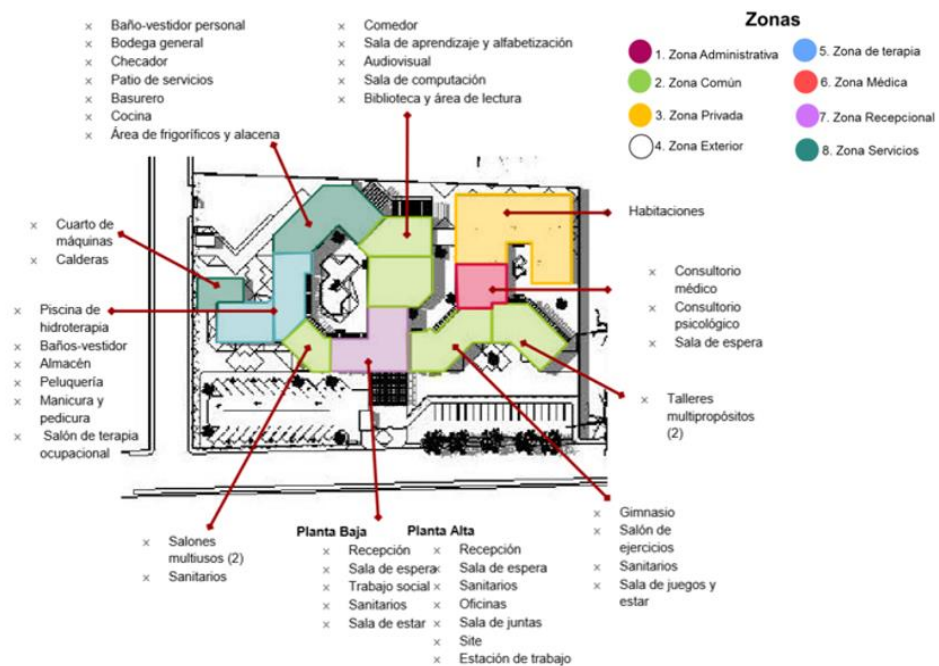 × Baño-vestidor personal
× Bodega general
× Checador
× Patio de servicios
× Basurero
× Cocina
× Área de frigoríficos y alacena
× Comedor
× Sala de aprendizaje y alfabetización
× Audiovisual
× Sala de computación
× Biblioteca y área de lectura
Zonas
1. Zona Administrativa
2. Zona Común
3. Zona Privada
4. Zona Exterior
5. Zona de terapia
6. Zona Médica
7. Zona Recepcional
8. Zona Servicios
Habitaciones
× Cuarto de
máquinas
× Calderas
× Piscina de
hidroterapia
× Baños-vestidor
× Almacén
× Peluquería
× Manicura y
pedicura
× Salón de terapia
ocupacional
× Consultorio
médico
× Consultorio
psicológico
× Sala de espera
× Talleres
multipropósitos
(2)
× Salones
multiusos (2)
× Sanitarios
Planta Baja
× Recepción
× Sala de espera
× Trabajo social
× Sanitarios
× Sala de estar
Planta Alta
× Recepción
× Sala de espera
× Sanitarios
× Oficinas
× Sala de juntas
× Site
× Estación de trabajo
× Gimnasio
× Salón de
ejercicios
× Sanitarios
× Sala de juegos y
estar